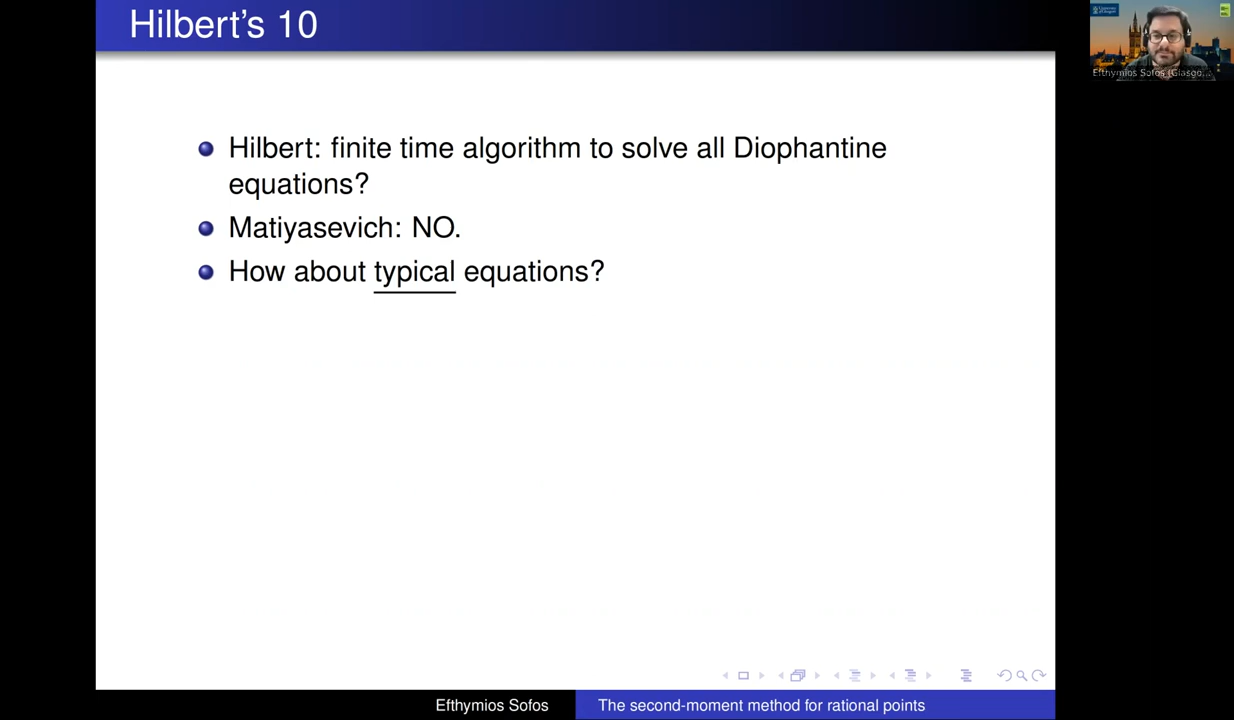 Hilbert's 10
Hilbert: finite time algorithm to solve all Diophantine
equations?
Matiyasevich: NO.
How about typical equations?
Efthymios Sofos (Glasgo...
Efthymios Sofos
The second-moment method for rational points